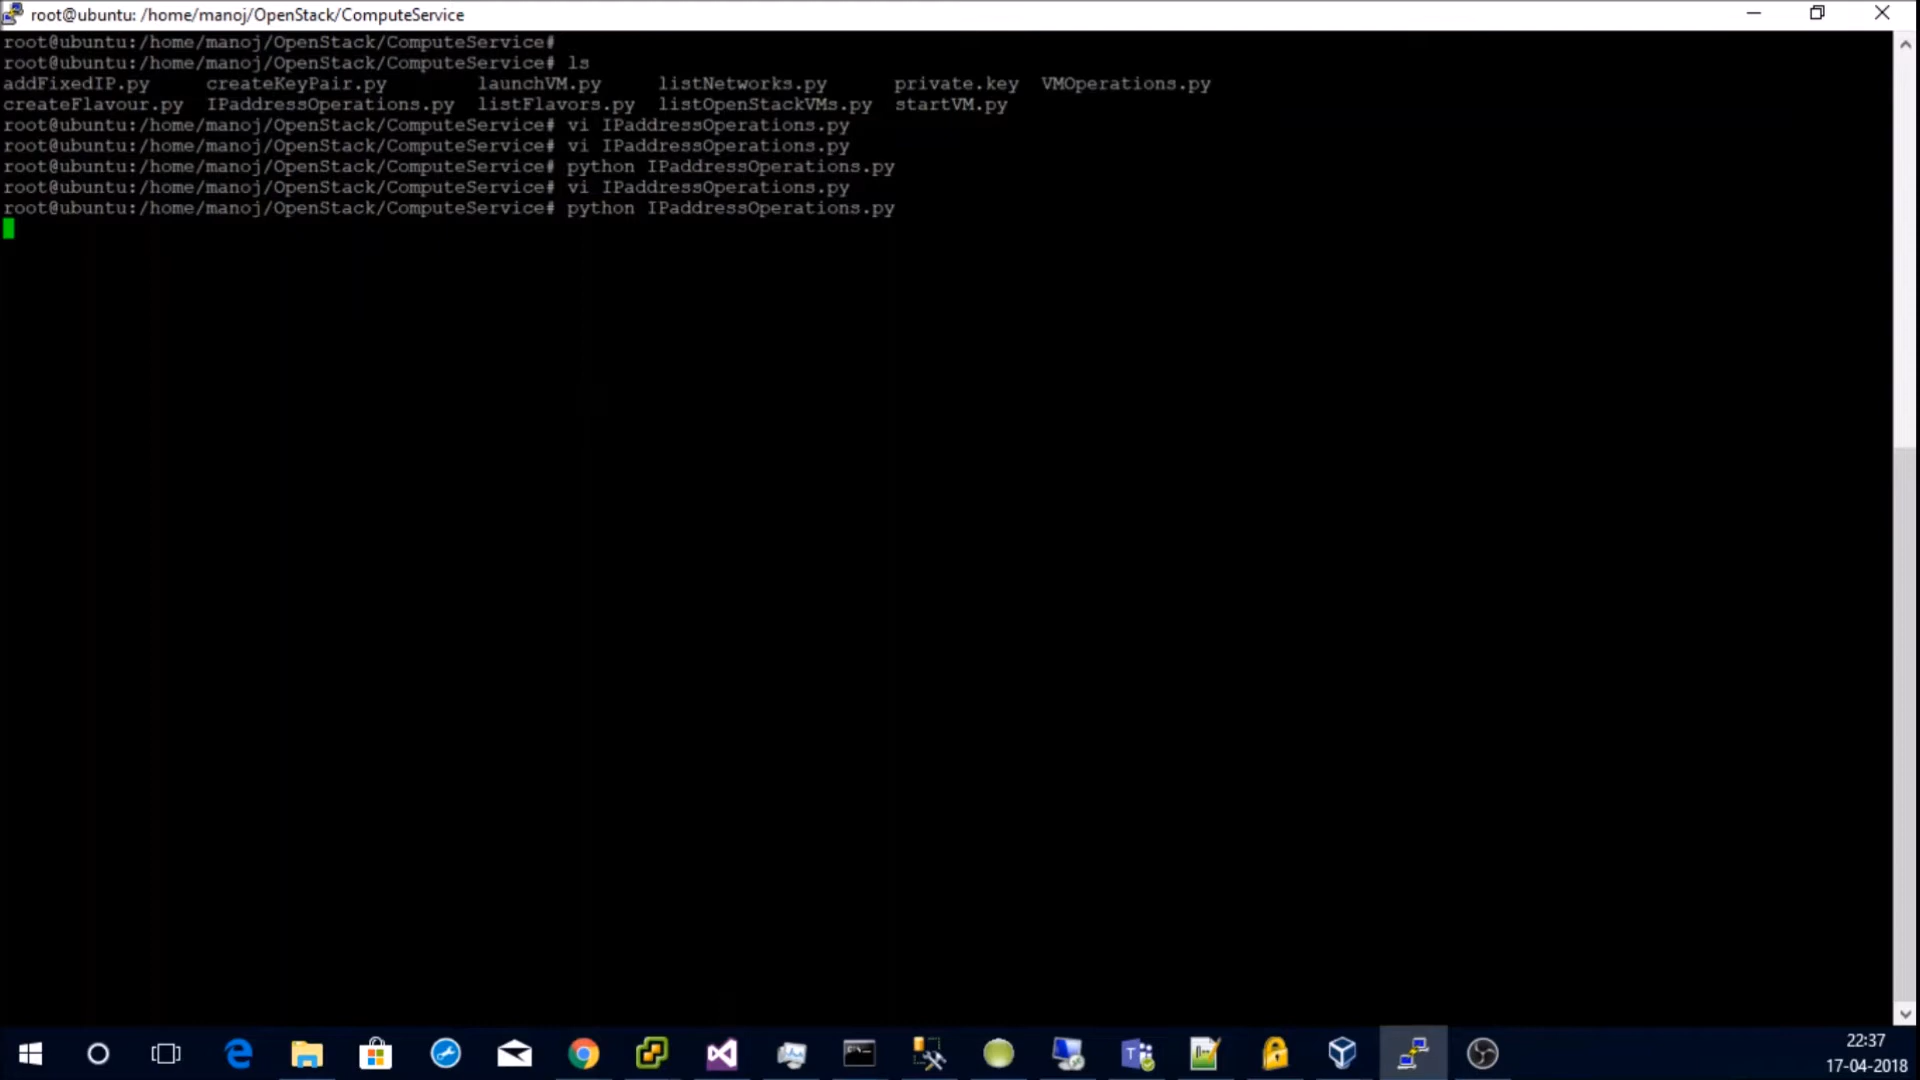 root@ubuntu: /home/manoj/OpenStack/ComputeService
root@ubuntu:/home/manoj/OpenStack/ComputeService#
root@ubuntu:/home/manoj/OpenStack/ComputeService# ls
addFixedIP.py createKeyPair.py launchVM.py listNetworks.py private.key VMOperations.py
createFlavour.py IPaddressOperations.py listFlavors.py listOpenStackVMs.py startVM.py
root@ubuntu:/home/manoj/OpenStack/ComputeService# vi IPaddressOperations.py
root@ubuntu:/home/manoj/OpenStack/ComputeService# vi IPaddressOperations.py
root@ubuntu:/home/manoj/OpenStack/ComputeService# python IPaddressOperations.py
root@ubuntu:/home/manoj/OpenStack/ComputeService# vi IPaddressOperations.py
root@ubuntu:/home/manoj/OpenStack/ComputeService# python IPaddressOperations.py
22:37
17-04-2018